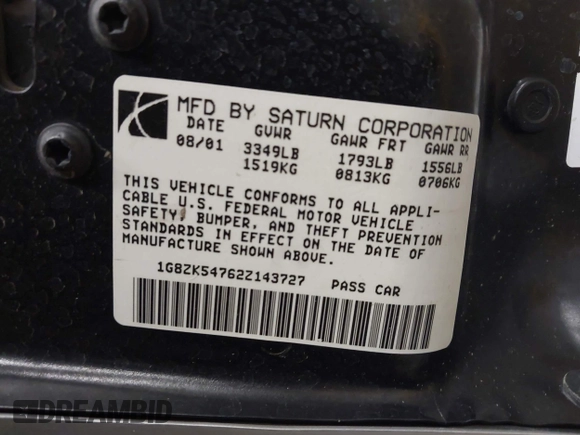 MFD BY SATURN CORPORATION
DATE GVWR GAWR FRT GAWR RR
08/01 3349LB 1793LB 1556LB
1519KG 0813KG 0706KG
THIS VEHICLE CONFORMS TO ALL APPLI-
CABLE U.S. FEDERAL MOTOR VEHICLE
SAFETY, BUMPER, AND THEFT PREVENTION
STANDARDS IN EFFECT ON THE DATE OF
MANUFACTURE SHOWN ABOVE.
1G8ZK54762Z143727 PASS CAR
DREAMBID